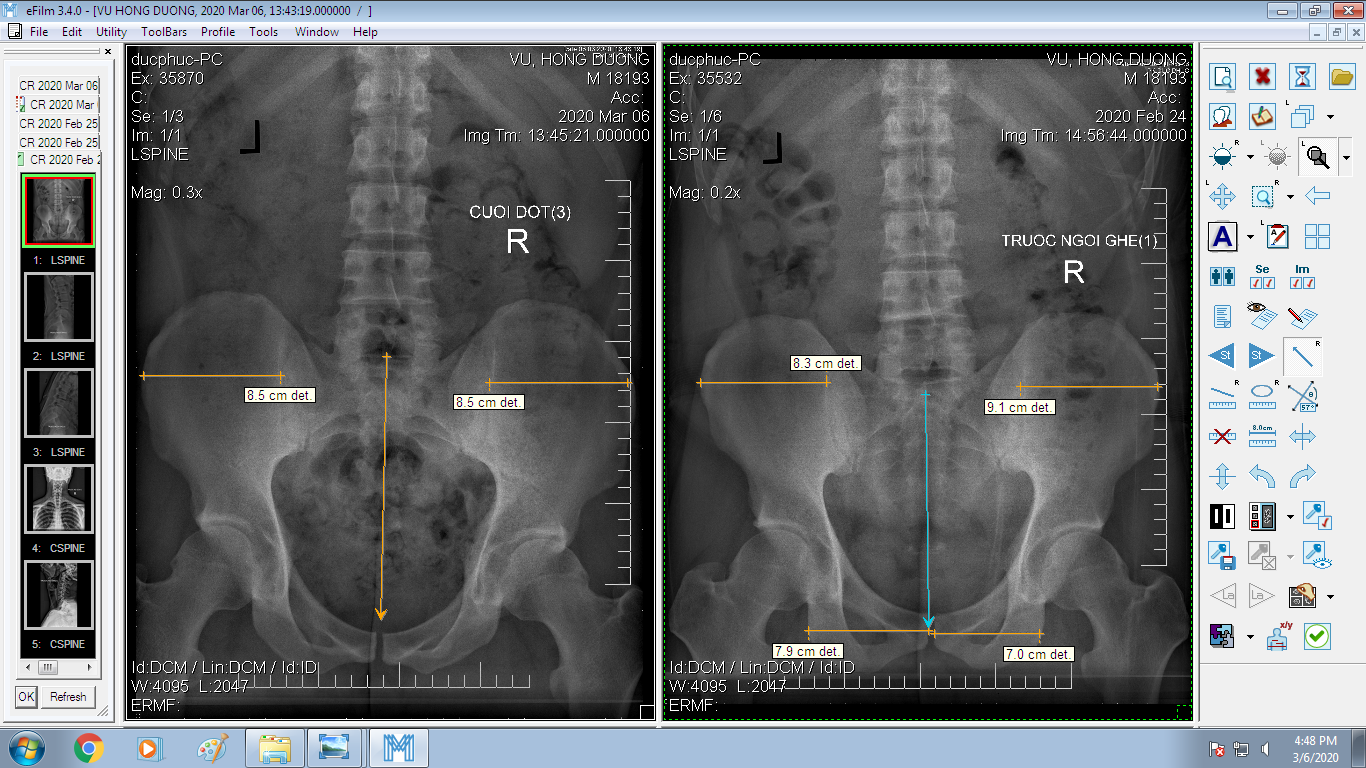 eFilm 3.4.0 - [VU HONG DUONG, 2020 Mar 06, 13:43:19.000000 / ]
File Edit Utility ToolBars Profile Tools Window Help
CR 2020 Mar 06
CR 2020 Mar
CR 2020 Feb 25
CR 2020 Feb 25
CR 2020 Feb 2
1: LSPINE
2: LSPINE
3: LSPINE
4: CSPINE
5: CSPINE
OK Refresh
ducphuc-PC
Ex: 35870
C:
Se: 1/3
Im: 1/1
LSPINE
Mag: 0.3x
VU, HONG DUONG
M 18193
Acc:
2020 Mar 06
Img Tm: 13:45:21.000000
L
CUOI DOT(3)
R
8.5 cm det.
8.5 cm det.
Id:DCM / Lin:DCM / Id:ID
W:4095 L:2047
ERMF:
ducphuc-PC
Ex: 35532
C:
Se: 1/6
Im: 1/1
LSPINE
Mag: 0.2x
VU, HONG DUONG
M 18193
Acc:
2020 Feb 24
Img Tm: 14:56:44.000000
L
TRUOC NGOI GHE(1)
R
8.3 cm det.
9.1 cm det.
7.9 cm det.
7.0 cm det.
Id:DCM / Lin:DCM / Id:ID
W:4095 L:2047
ERMF:
L
L R R
L R
A L
Se Im
St St R
R R 57°
8.0cm
La La
x/y
4:48 PM
3/6/2020